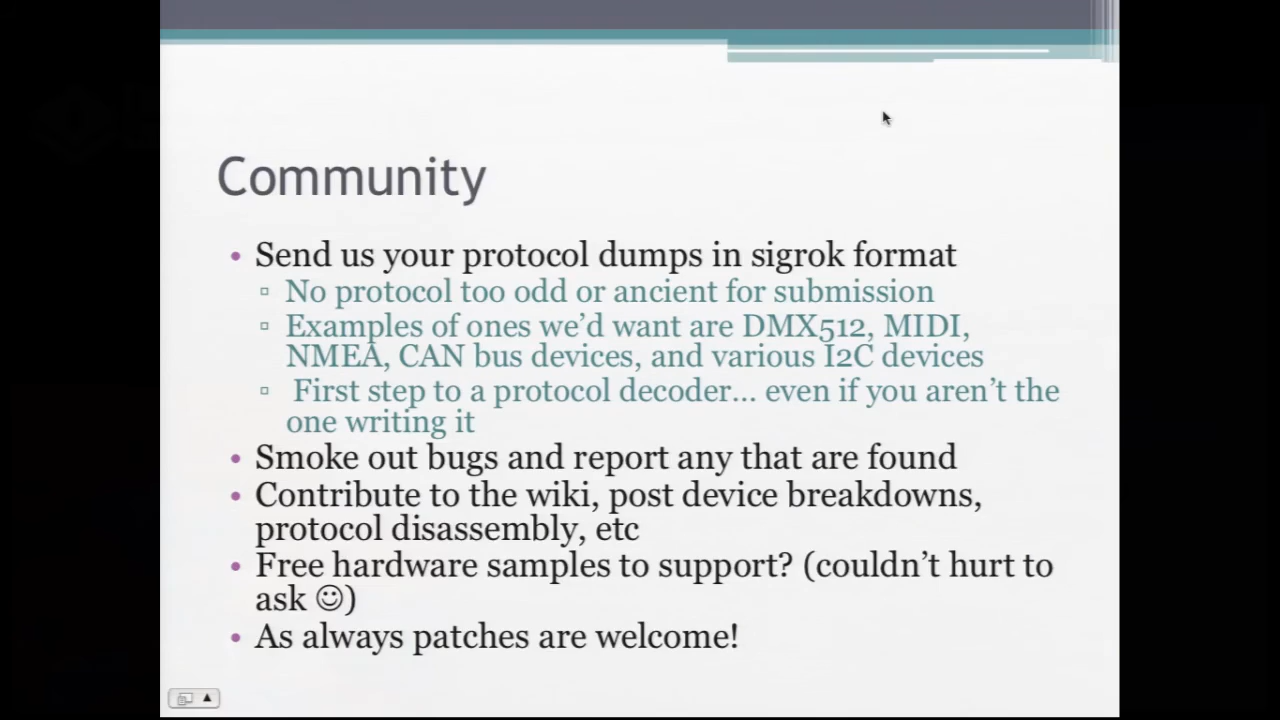 Community
• Send us your protocol dumps in sigrok format
▫ No protocol too odd or ancient for submission
▫ Examples of ones we’d want are DMX512, MIDI,
NMEA, CAN bus devices, and various I2C devices
▫ First step to a protocol decoder... even if you aren’t the
one writing it
• Smoke out bugs and report any that are found
• Contribute to the wiki, post device breakdowns,
protocol disassembly, etc
• Free hardware samples to support? (couldn’t hurt to
ask ☺)
• As always patches are welcome!